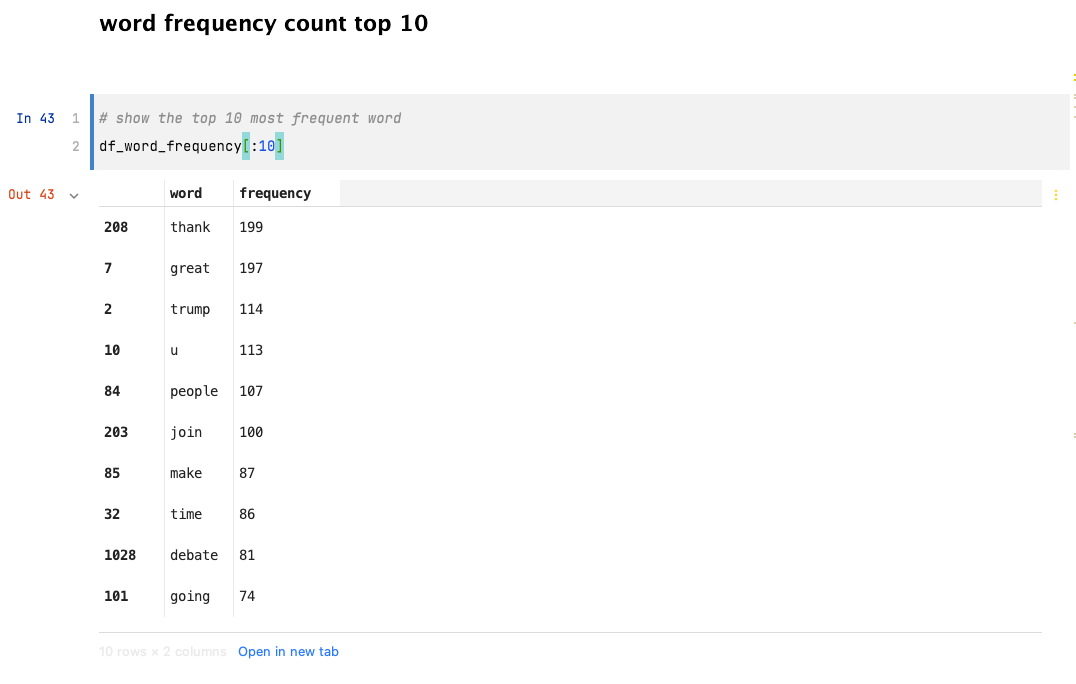 word frequency count top 10
In 43 1 # show the top 10 most frequent word
2 df_word_frequency[:10]
Out 43 word frequency
208 thank 199
7 great 197
2 trump 114
10 u 113
84 people 107
203 join 100
85 make 87
32 time 86
1028 debate 81
101 going 74
10 rows × 2 columns Open in new tab